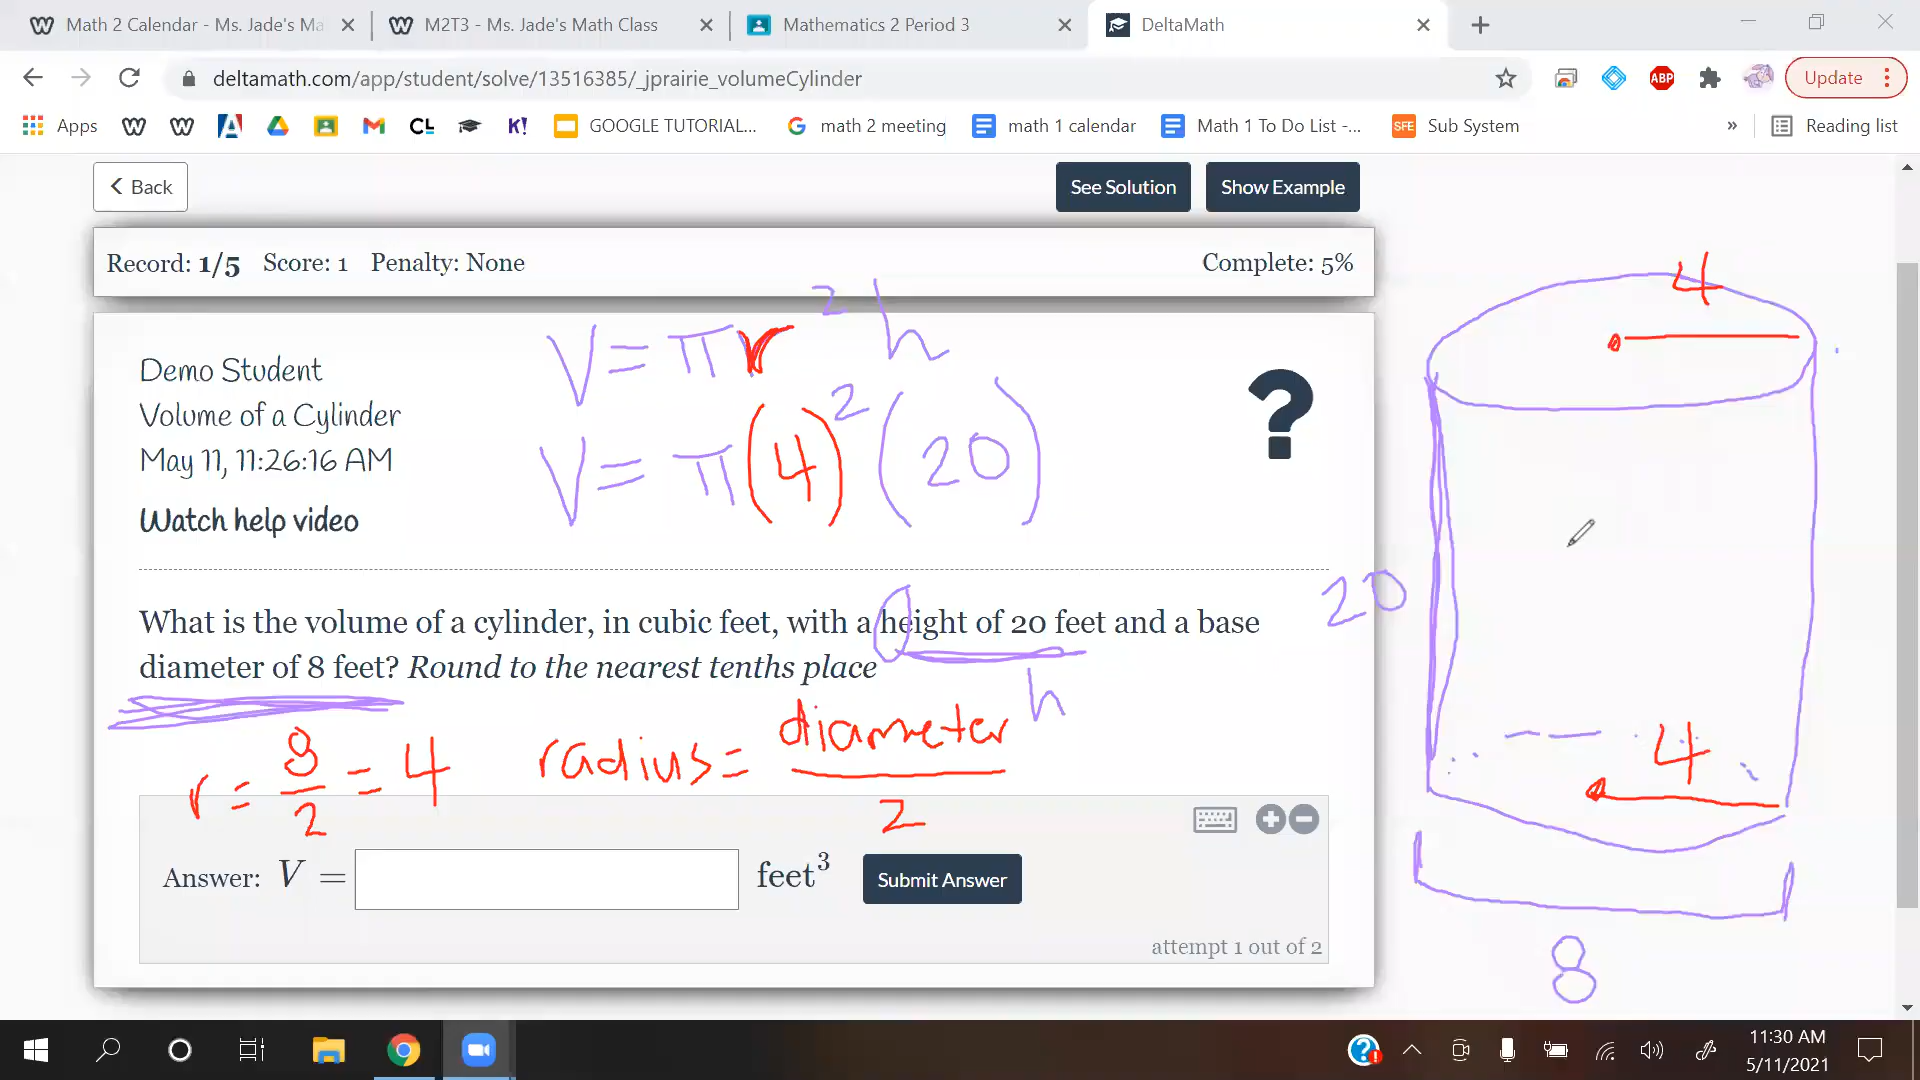 Math 2 Calendar - Ms. Jade's Ma
M2T3 - Ms. Jade's Math Class
Mathematics 2 Period 3
DeltaMath
deltamath.com/app/student/solve/13516385/_jprairie_volumeCylinder
ABP
Update
Apps
CL
K!
GOOGLE TUTORIAL...
math 2 meeting
math 1 calendar
Math 1 To Do List -...
SFE
Sub System
»
Reading list
Back
See Solution
Show Example
Record: 1/5 Score: 1 Penalty: None
Complete: 5%
V = πr²h
V = π(4)²(20)
Demo Student
Volume of a Cylinder
May 11, 11:26:16 AM
Watch help video
?
What is the volume of a cylinder, in cubic feet, with a height of 20 feet and a base
diameter of 8 feet? Round to the nearest tenths place
h
r = 8/2 = 4
radius = diameter/2
Answer: V =
feet³
Submit Answer
attempt 1 out of 2
4
20
4
8
11:30 AM
5/11/2021